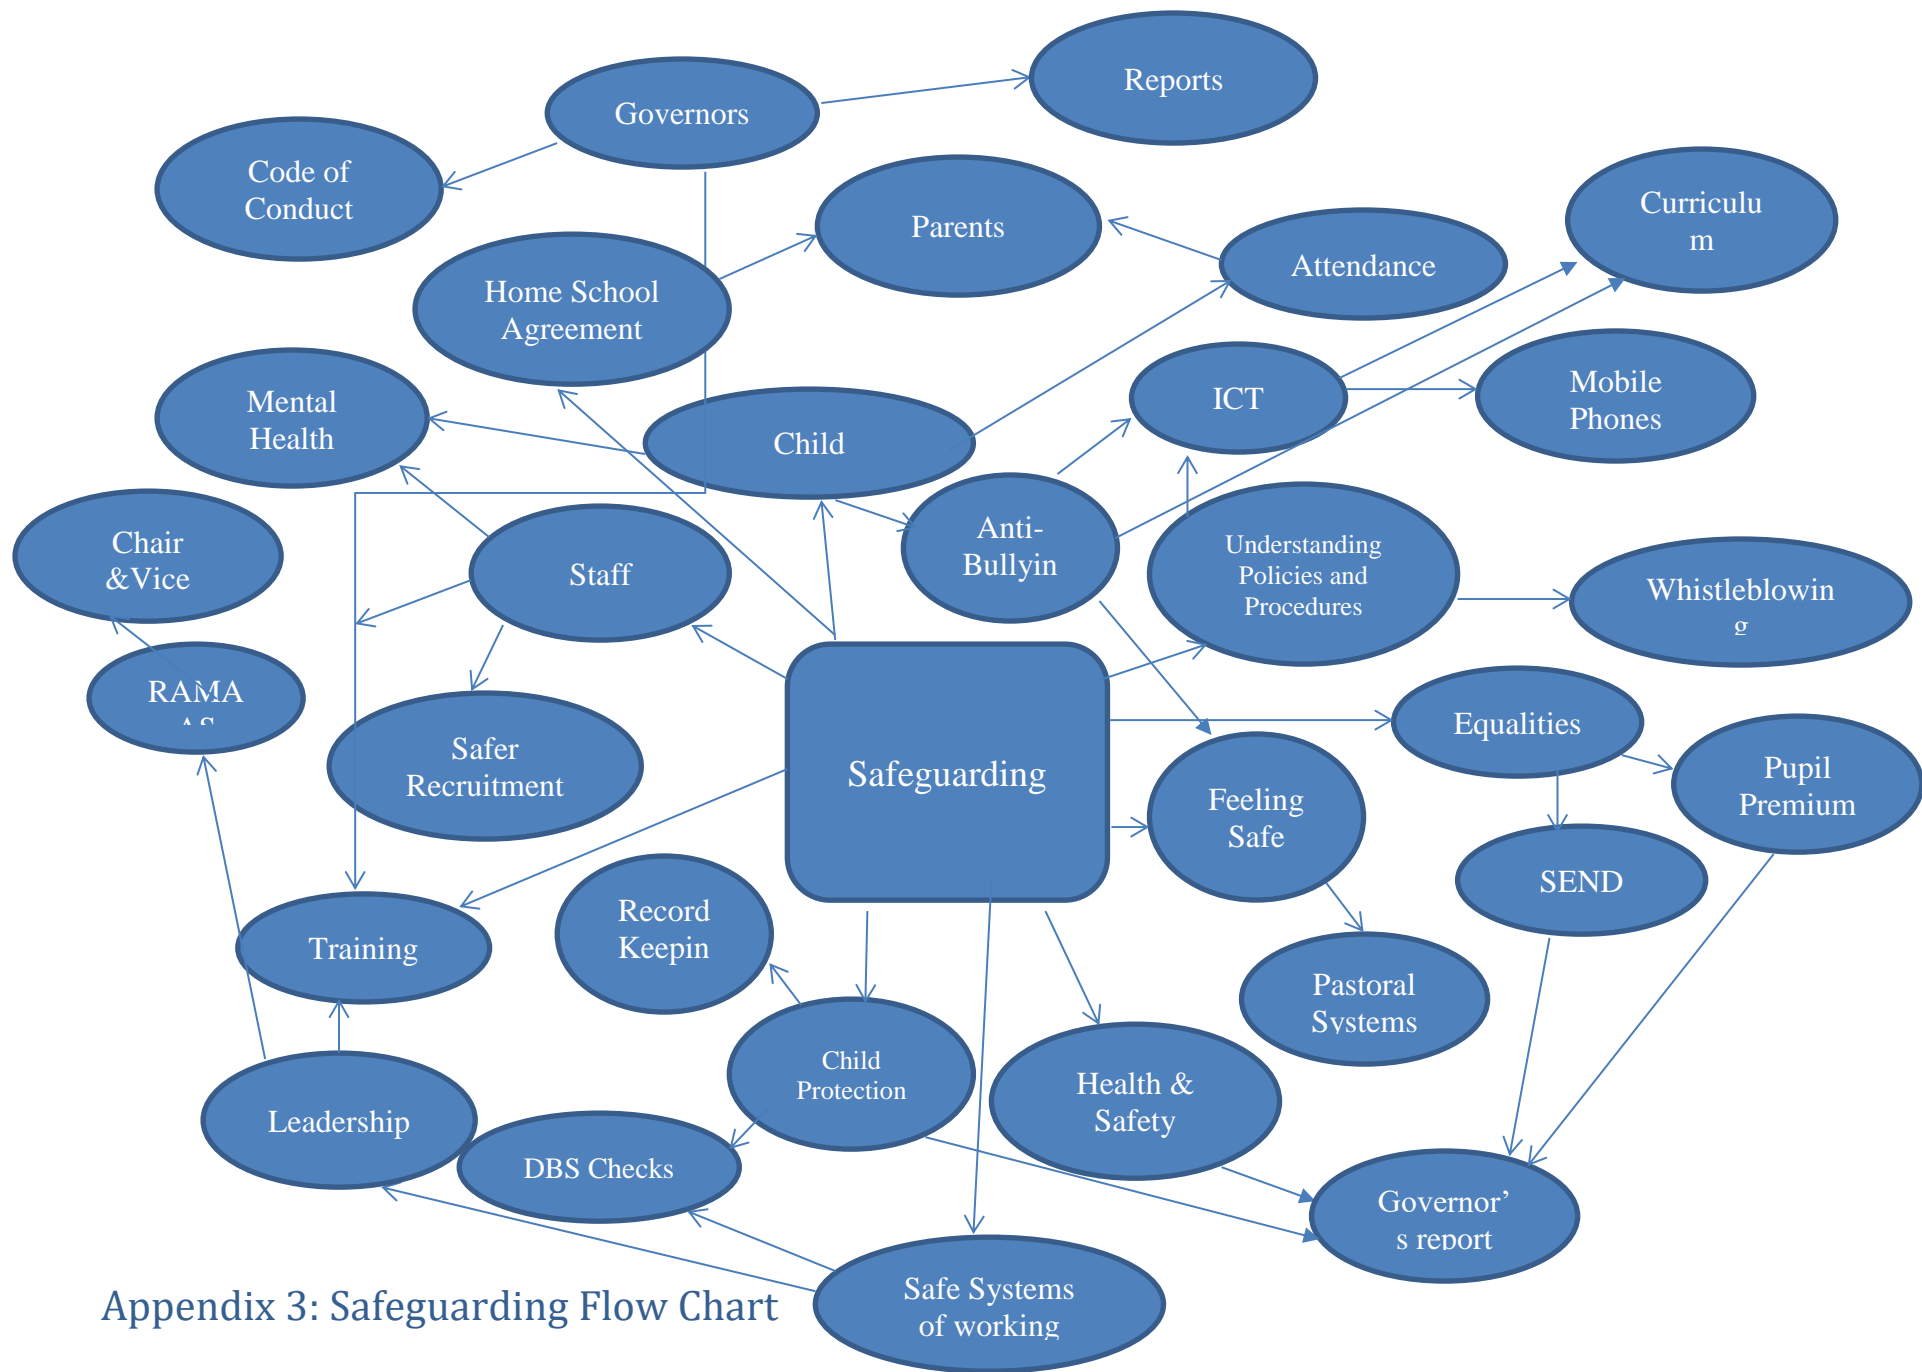 Reports
Governors
Code of
Conduct
Parents
Curriculu
m
Attendance
Home School
Agreement
Mental
Health
Child
ICT
Mobile
Phones
Chair
&Vice
Staff
Anti-
Bullyin
Understanding
Policies and
Procedures
Whistleblowin
g
RAMA
AS
Safer
Recruitment
Safeguarding
Equalities
Feeling
Safe
Pupil
Premium
SEND
Record
Keepin
Training
Pastoral
Systems
Child
Protection
Health &
Safety
Leadership
DBS Checks
Governor’
s report
Safe Systems
of working
Appendix 3: Safeguarding Flow Chart